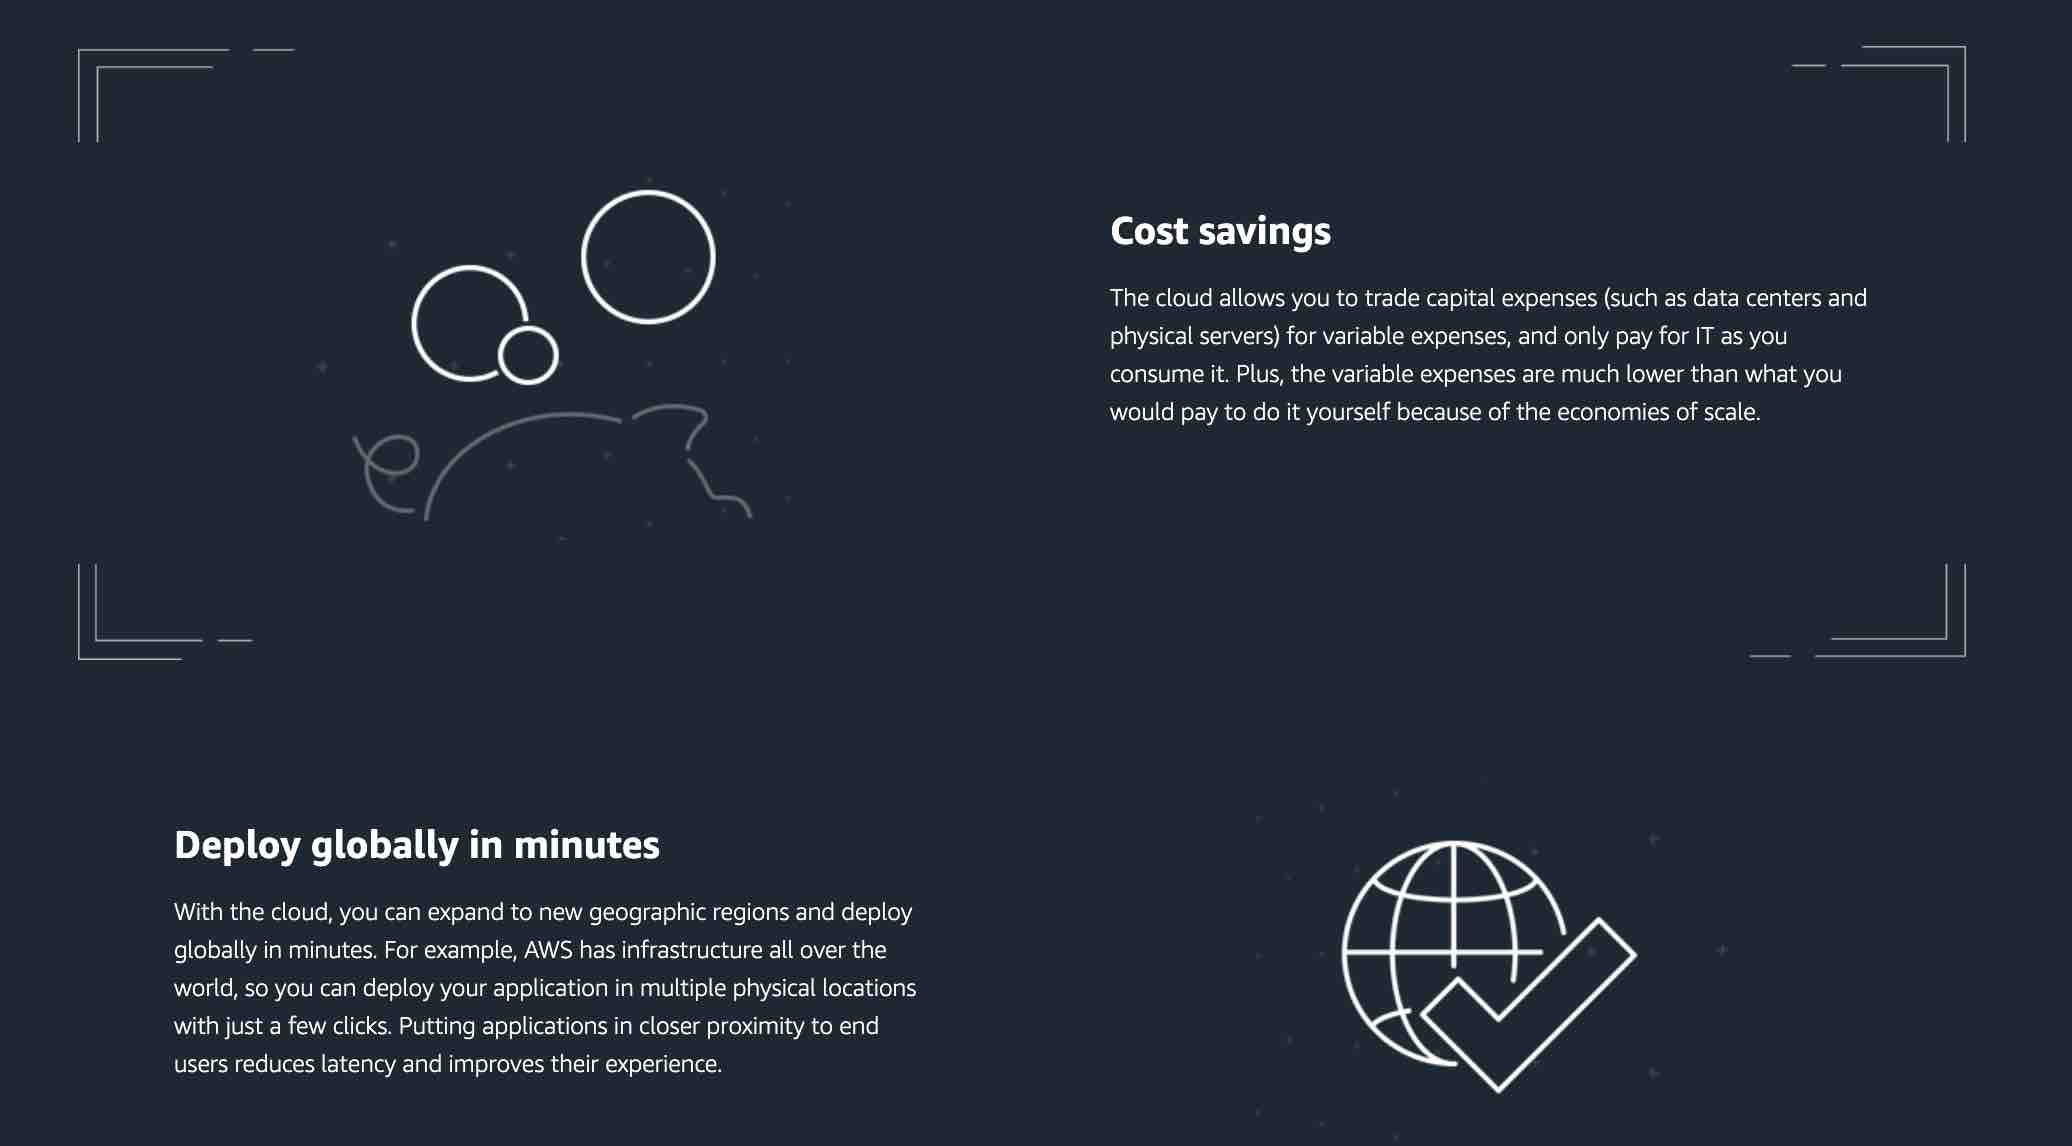 Cost savings
The cloud allows you to trade capital expenses (such as data centers and
physical servers) for variable expenses, and only pay for IT as you
consume it. Plus, the variable expenses are much lower than what you
would pay to do it yourself because of the economies of scale.
Deploy globally in minutes
With the cloud, you can expand to new geographic regions and deploy
globally in minutes. For example, AWS has infrastructure all over the
world, so you can deploy your application in multiple physical locations
with just a few clicks. Putting applications in closer proximity to end
users reduces latency and improves their experience.